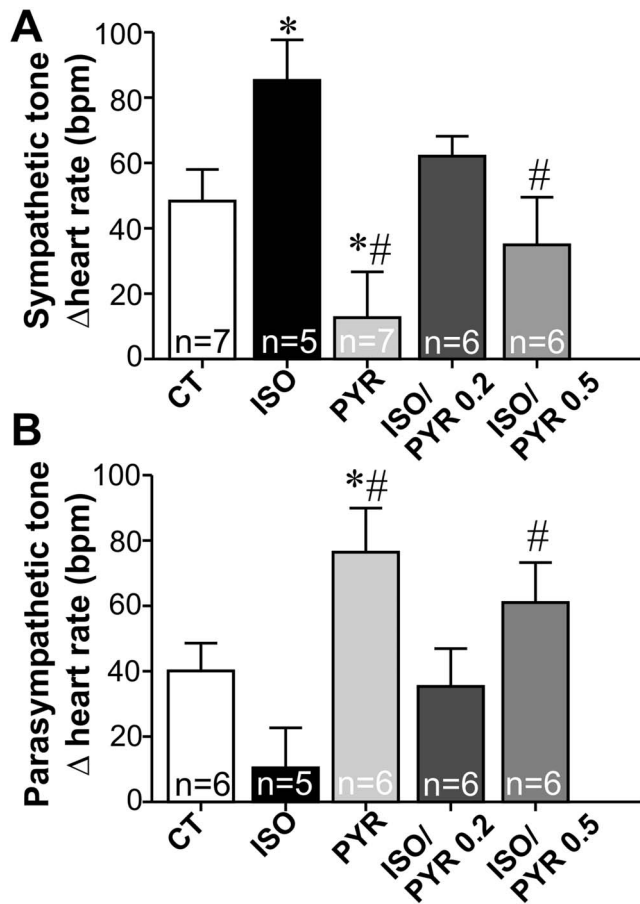 A
Sympathetic tone
Δheart rate (bpm)
100
80
60
40
20
0
*
*#
#
n=7
n=5
n=7
n=6
n=6
CT
ISO
PYR
ISO/
PYR 0.2
ISO/
PYR 0.5
B
Parasympathetic tone
Δ heart rate (bpm)
100
80
60
40
20
0
*#
#
n=6
n=5
n=6
n=6
n=6
CT
ISO
PYR
ISO/
PYR 0.2
ISO/
PYR 0.5